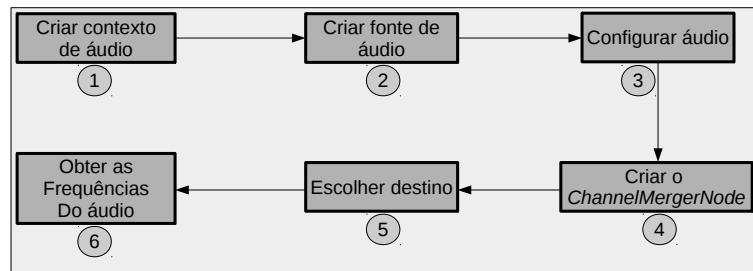 Criar contexto
de áudio
1
Criar fonte de
áudio
2
Configurar áudio
3
Criar o
ChannelMergerNode
4
Escolher destino
5
Obter as
Frequências
Do áudio
6